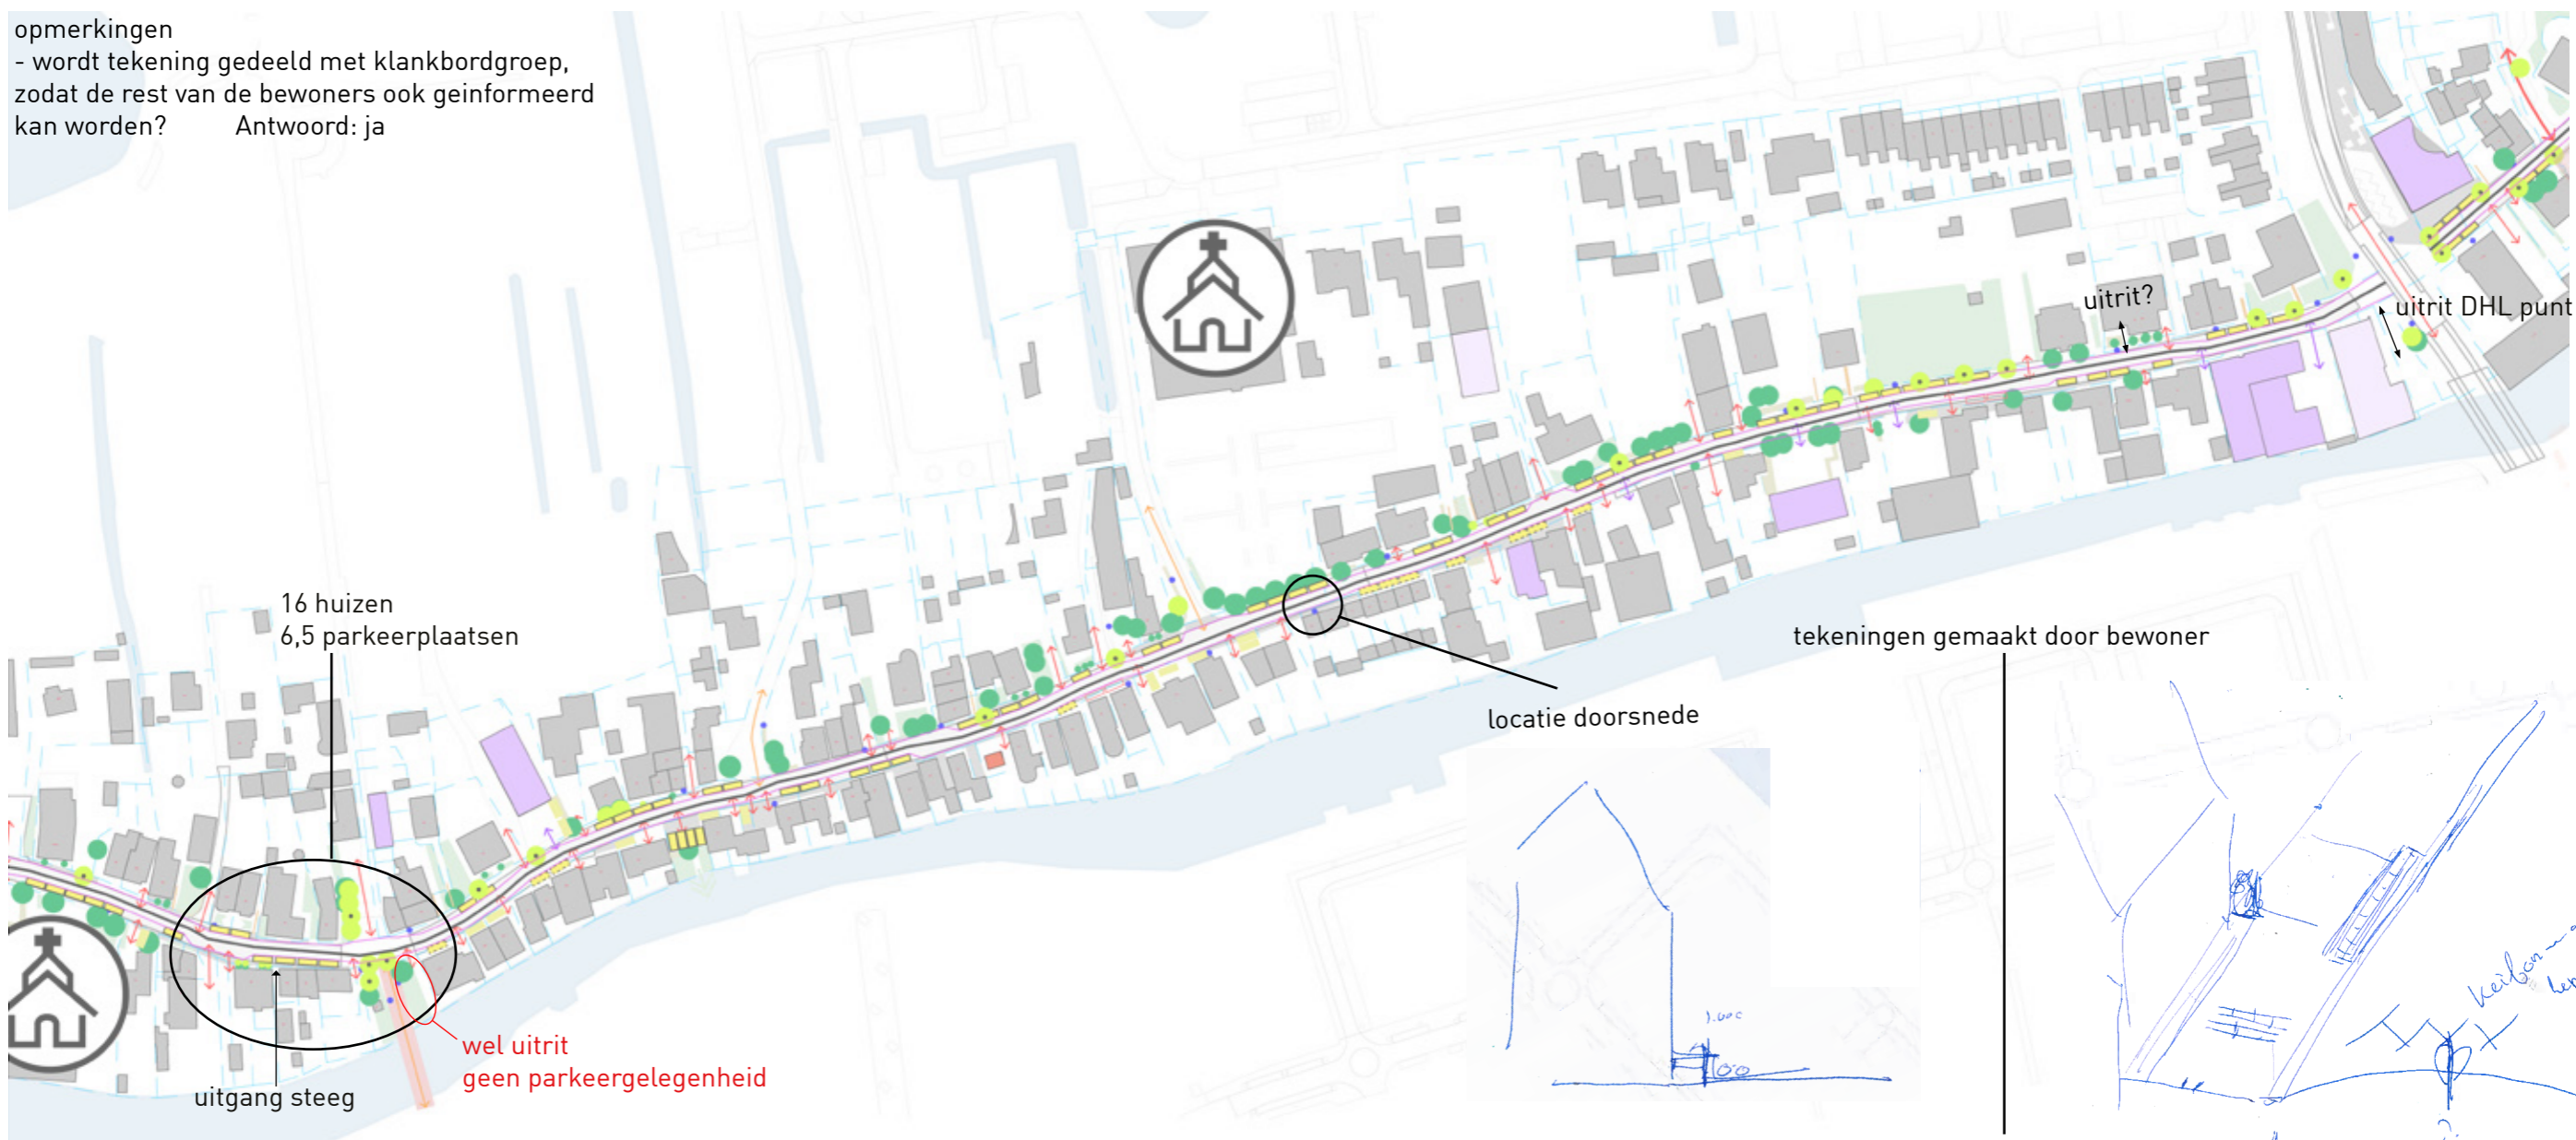 opmerkingen
- wordt tekening gedeeld met klankbordgroep,
zodat de rest van de bewoners ook geinformeerd
kan worden? Antwoord: ja
uitrit?
uitrit DHL punt
16 huizen
6,5 parkeerplaatsen
tekeningen gemaakt door bewoner
locatie doorsnede
wel uitrit
geen parkeergelegenheid
uitgang steeg